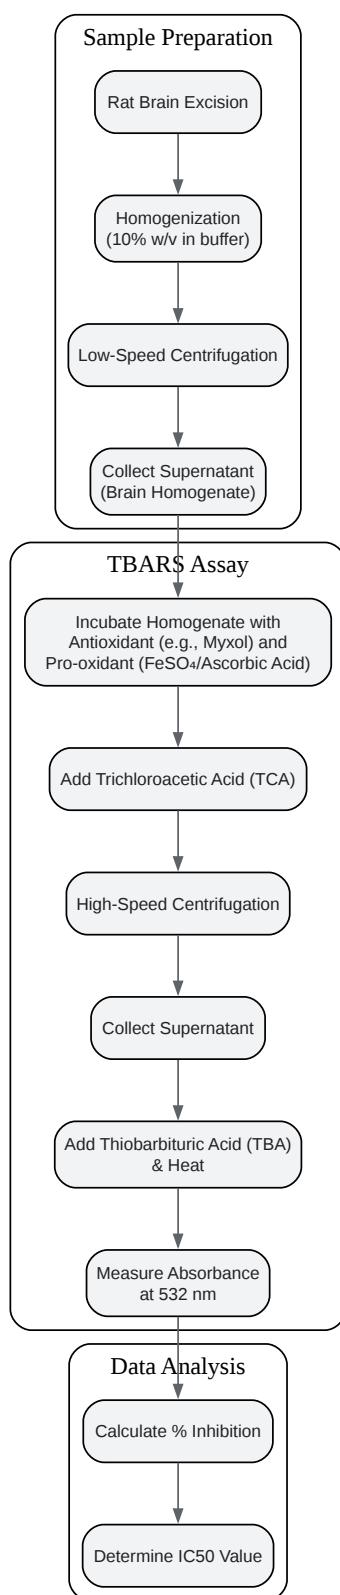 Sample Preparation
Rat Brain Excision
Homogenization
(10% w/v in buffer)
Low-Speed Centrifugation
Collect Supernatant
(Brain Homogenate)
TBARS Assay
Incubate Homogenate with
Antioxidant (e.g., Myxol) and
Pro-oxidant (FeSO₄/Ascorbic Acid)
Add Trichloroacetic Acid (TCA)
High-Speed Centrifugation
Collect Supernatant
Add Thiobarbituric Acid (TBA)
& Heat
Measure Absorbance
at 532 nm
Data Analysis
Calculate % Inhibition
Determine IC50 Value